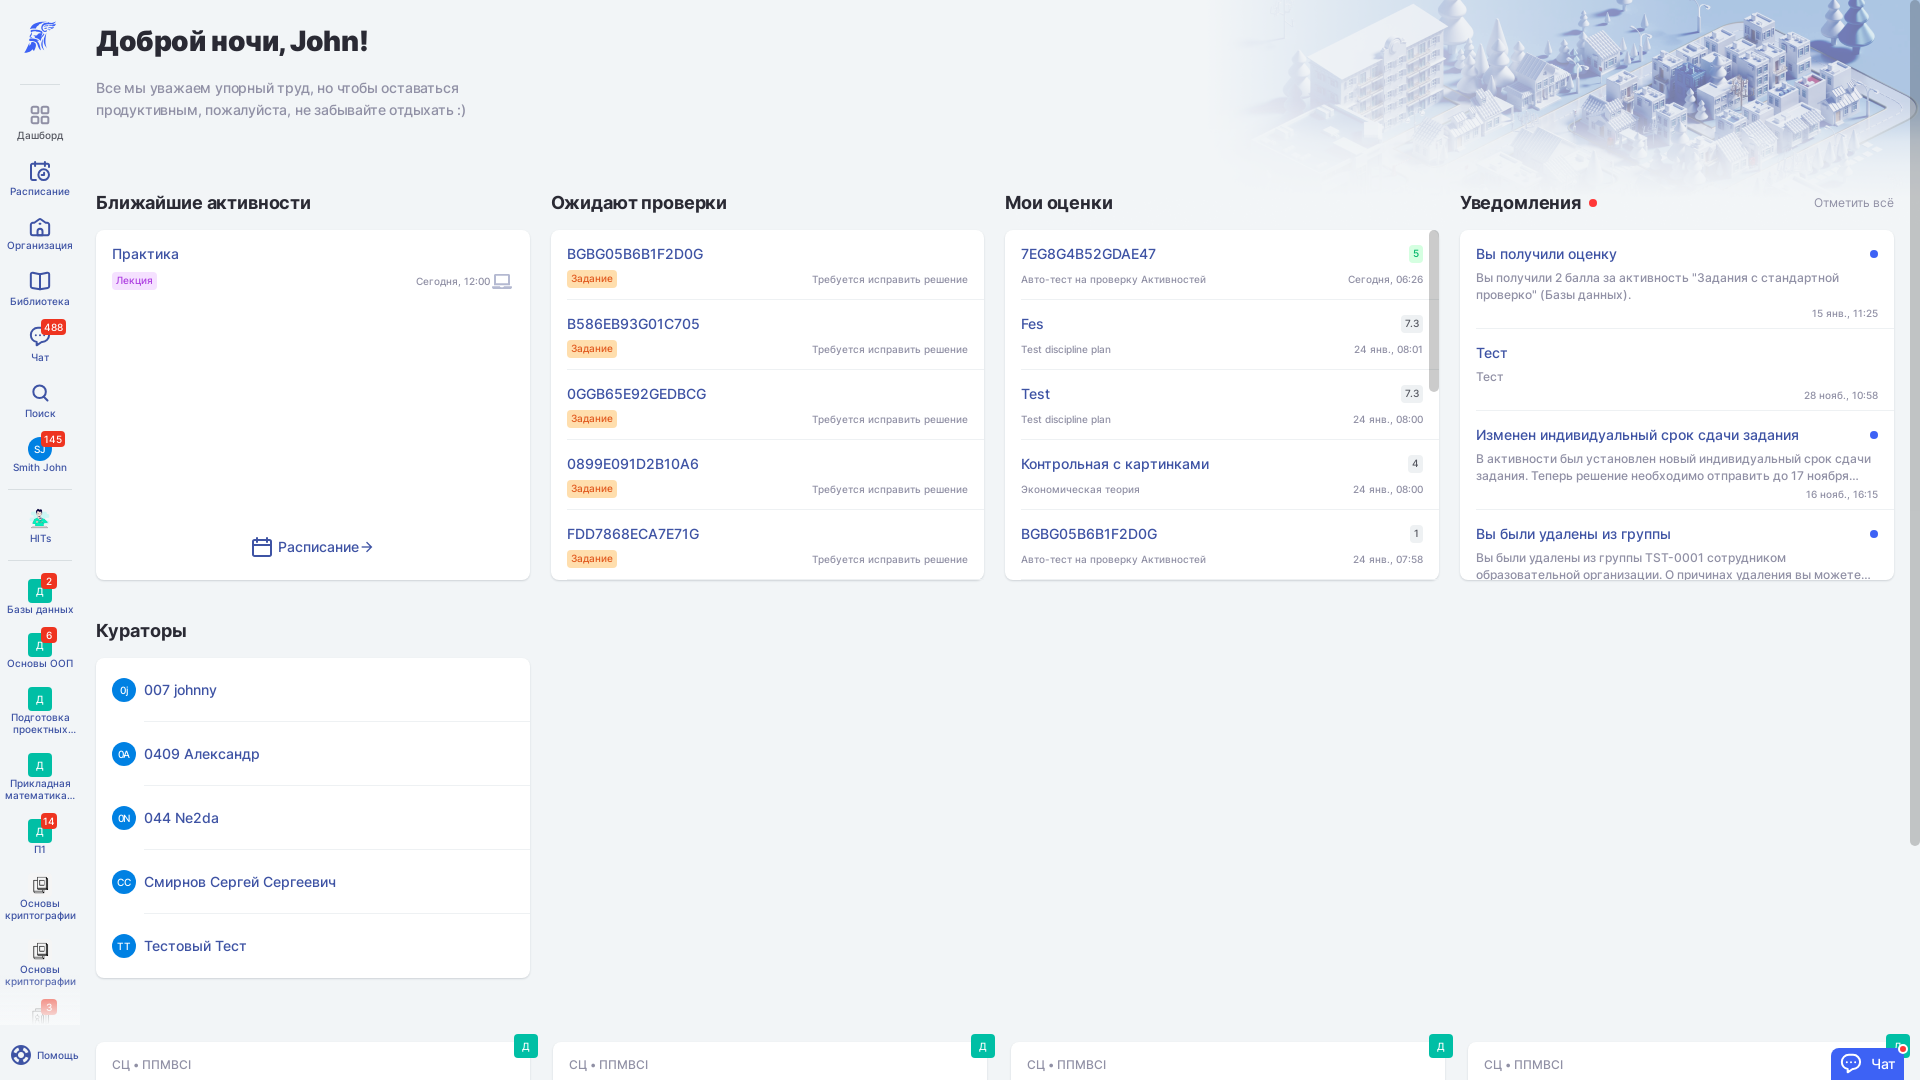 Доброй ночи, John!
Все мы уважаем упорный труд, но чтобы оставаться
продуктивным, пожалуйста, не забывайте отдыхать :)
Дашборд
Расписание
Организация
Библиотека
488
Чат
Поиск
SJ
145
Smith John
HITs
2
Д
Базы данных
6
Д
Основы ООП
Д
Подготовка
проектных...
Д
Прикладная
математика...
14
Д
П1
Основы
криптографии
Основы
криптографии
3
Помощь
Ближайшие активности
Практика
Лекция
Сегодня, 12:00
Расписание
Ожидают проверки
BGBG05B6B1F2D0G
Задание
Требуется исправить решение
B586EB93G01C705
Задание
Требуется исправить решение
0GGB65E92GEDBCG
Задание
Требуется исправить решение
0899E091D2B10A6
Задание
Требуется исправить решение
FDD7868ECA7E71G
Задание
Требуется исправить решение
Мои оценки
7EG8G4B52GDAE47
5
Авто-тест на проверку Активностей
Сегодня, 06:26
Fes
7.3
Test discipline plan
24 янв., 08:01
Test
7.3
Test discipline plan
24 янв., 08:00
Контрольная с картинками
4
Экономическая теория
24 янв., 08:00
BGBG05B6B1F2D0G
1
Авто-тест на проверку Активностей
24 янв., 07:58
Уведомления
Отметить всё
Вы получили оценку
Вы получили 2 балла за активность "Задания с стандартной
проверко" (Базы данных).
15 янв., 11:25
Тест
Тест
28 нояб., 10:58
Изменен индивидуальный срок сдачи задания
В активности был установлен новый индивидуальный срок сдачи
задания. Теперь решение необходимо отправить до 17 ноября...
16 нояб., 16:15
Вы были удалены из группы
Вы были удалены из группы TST-0001 сотрудником
образовательной организации. О причинах удаления вы можете...
Кураторы
0j
007 johnny
0А
0409 Александр
0N
044 Ne2da
СС
Смирнов Сергей Сергеевич
ТТ
Тестовый Тест
Д
СЦ • ППМВСI
Д
СЦ • ППМВСI
Д
СЦ • ППМВСI
СЦ • ППМВСI
Чат